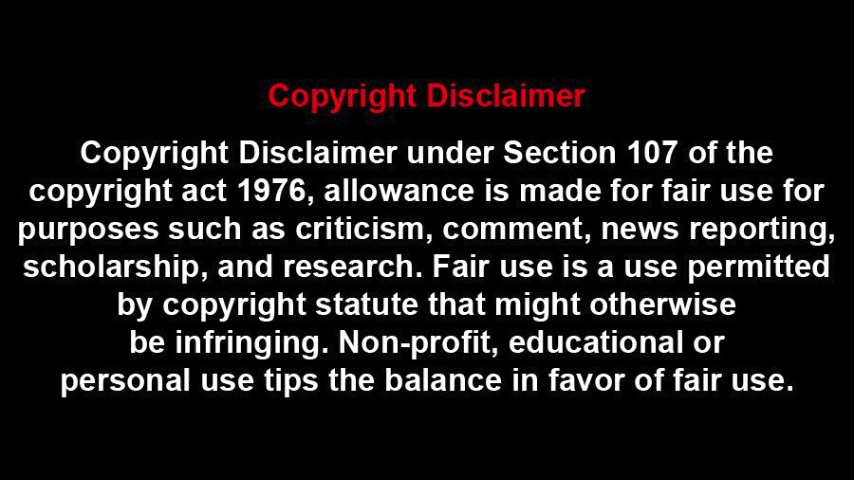 Copyright Disclaimer
Copyright Disclaimer under Section 107 of the
copyright act 1976, allowance is made for fair use for
purposes such as criticism, comment, news reporting,
scholarship, and research. Fair use is a use permitted
by copyright statute that might otherwise
be infringing. Non-profit, educational or
personal use tips the balance in favor of fair use.